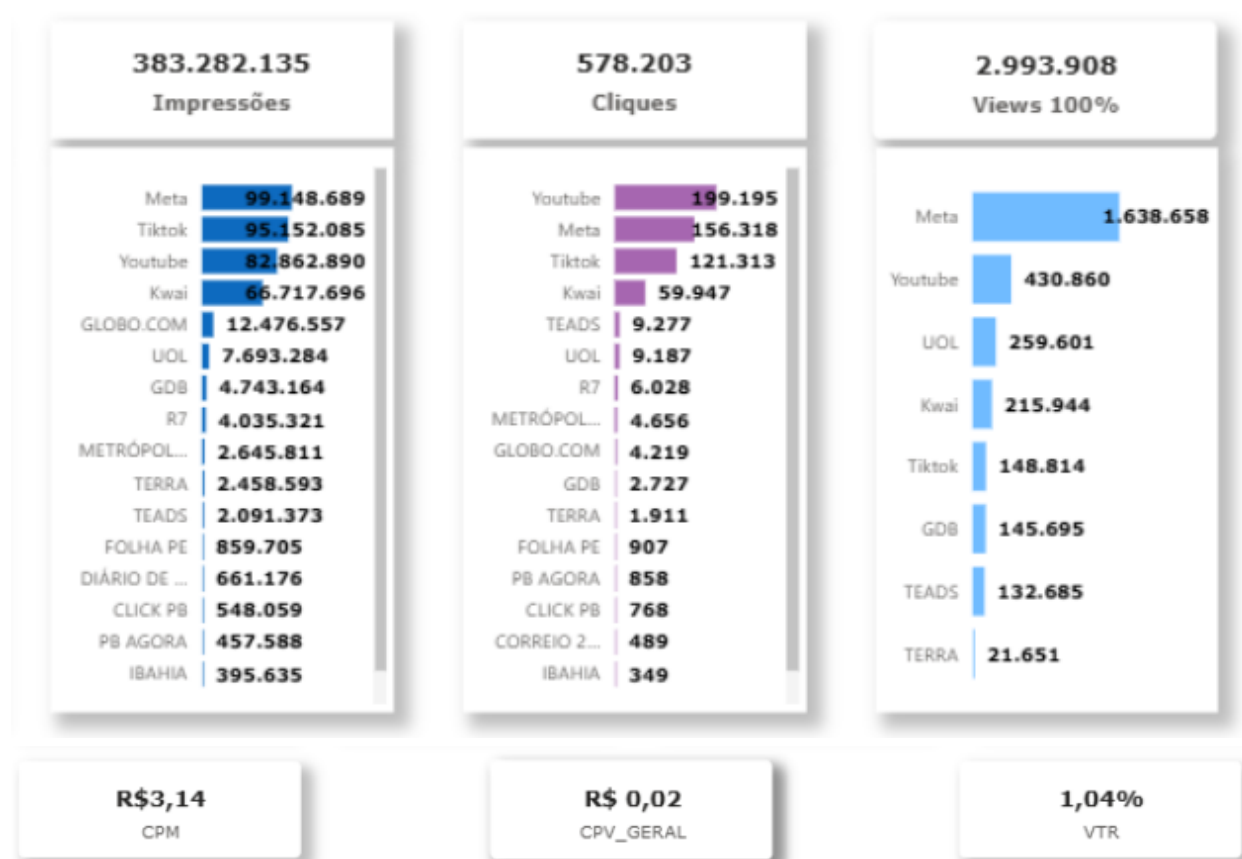 383.282.135
Impressões
Meta 99.148.689
Tiktok 95.152.085
Youtube 82.862.890
Kwai 66.717.696
GLOBO.COM 12.476.557
UOL 7.693.284
GDB 4.743.164
R7 4.035.321
METRÓPOL... 2.645.811
TERRA 2.458.593
TEADS 2.091.373
FOLHA PE 859.705
DIÁRIO DE ... 661.176
CLICK PB 548.059
PB AGORA 457.588
IBAHIA 395.635
578.203
Cliques
Youtube 199.195
Meta 156.318
Tiktok 121.313
Kwai 59.947
TEADS 9.277
UOL 9.187
R7 6.028
METRÓPOL... 4.656
GLOBO.COM 4.219
GDB 2.727
TERRA 1.911
FOLHA PE 907
PB AGORA 858
CLICK PB 768
CORREIO 2... 489
IBAHIA 349
2.993.908
Views 100%
Meta 1.638.658
Youtube 430.860
UOL 259.601
Kwai 215.944
Tiktok 148.814
GDB 145.695
TEADS 132.685
TERRA 21.651
R$3,14
CPM
R$ 0,02
CPV_GERAL
1,04%
VTR